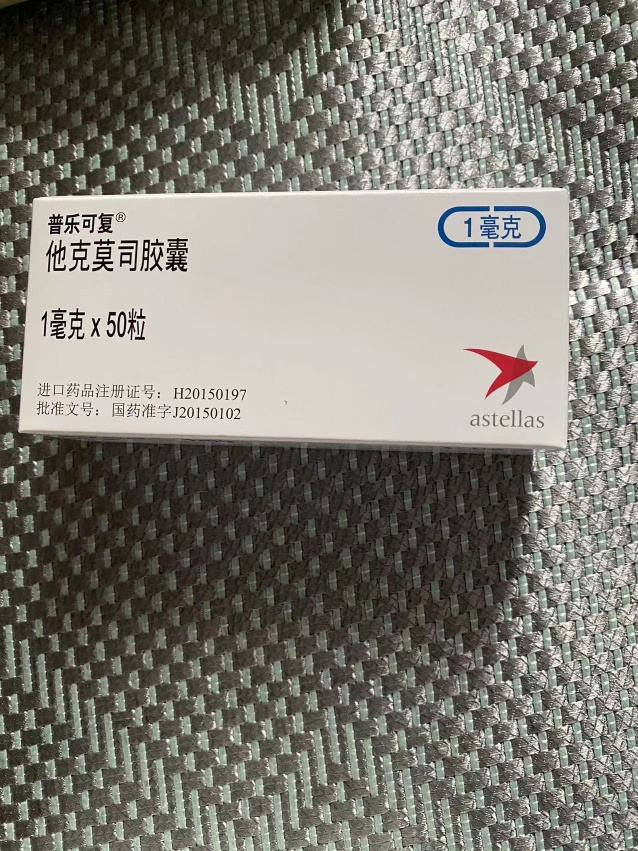 普乐可复®
他克莫司胶囊
1毫克
1毫克 x 50粒
进口药品注册证号：H20150197
批准文号：国药准字J20150102
astellas